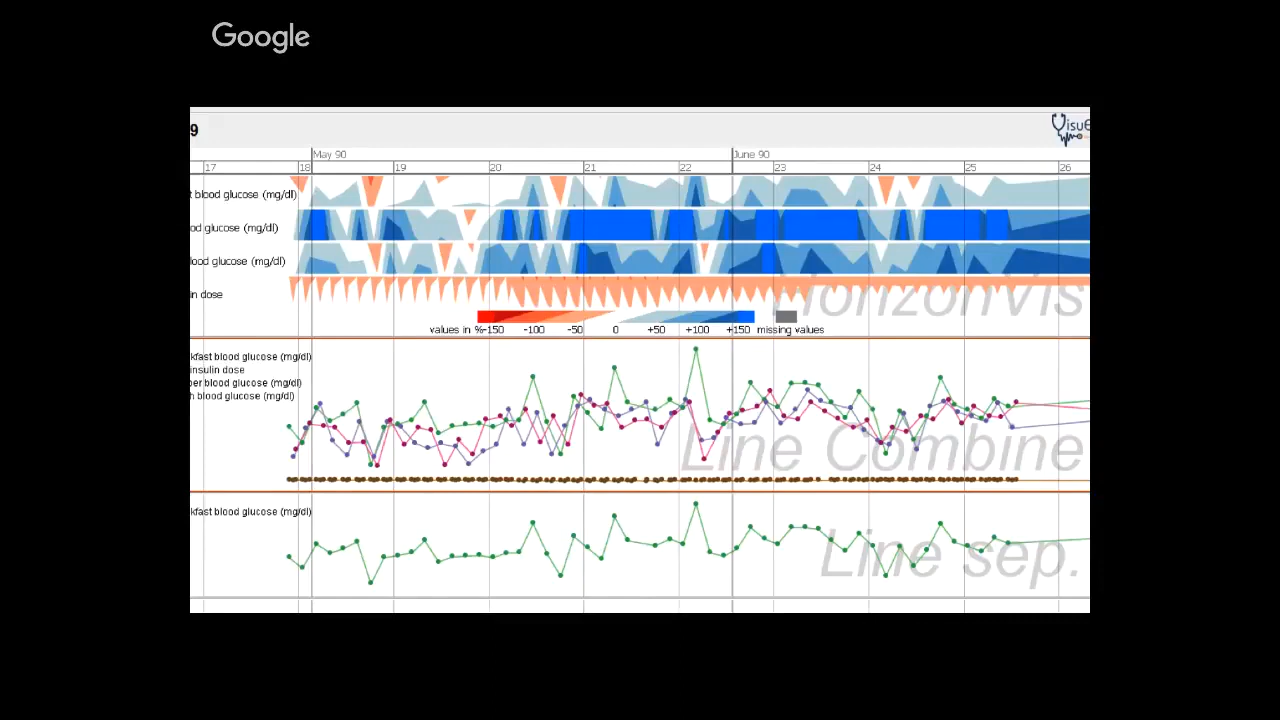 Google
9
Visu
May 90 June 90
17 18 19 20 21 22 23 24 25 26
t blood glucose (mg/dl)
od glucose (mg/dl)
lood glucose (mg/dl)
in dose
HorizonVis
values in %-150 -100 -50 0 +50 +100 +150 missing values
kfast blood glucose (mg/dl)
insulin dose
per blood glucose (mg/dl)
h blood glucose (mg/dl)
Line Combine
kfast blood glucose (mg/dl)
Line sep.